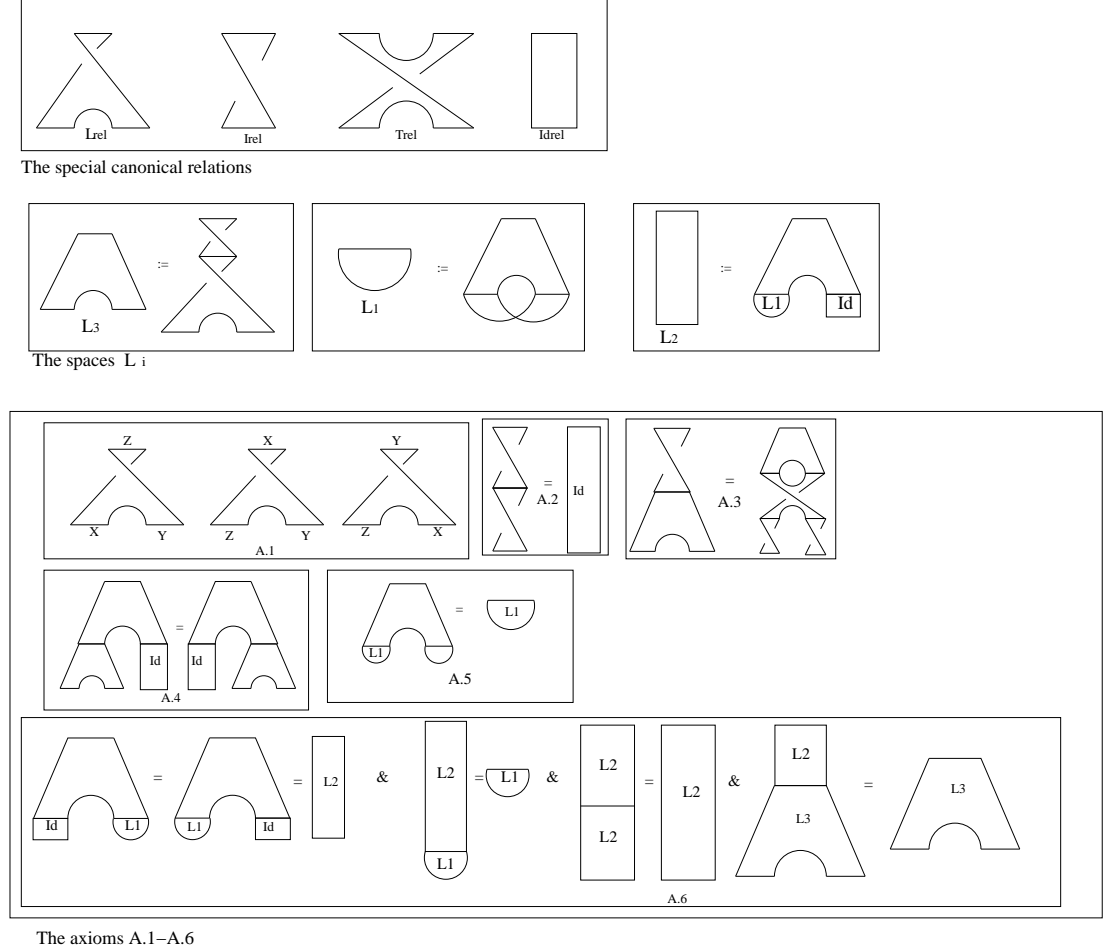 Lrel Irel Trel Idrel
The special canonical relations
:= := :=
L1 Id
L3 L1 L2
The spaces L i
Z X Y
= A.2 Id
= A.3
X Y Z Y Z X
A.1
= Id Id
A.4
L1 = L1
A.5
Id L1 = L1 Id = L2 & L2 L1 = L1 & L2 L2 = L2 & L2 L3 = L3
A.6
The axioms A.1–A.6